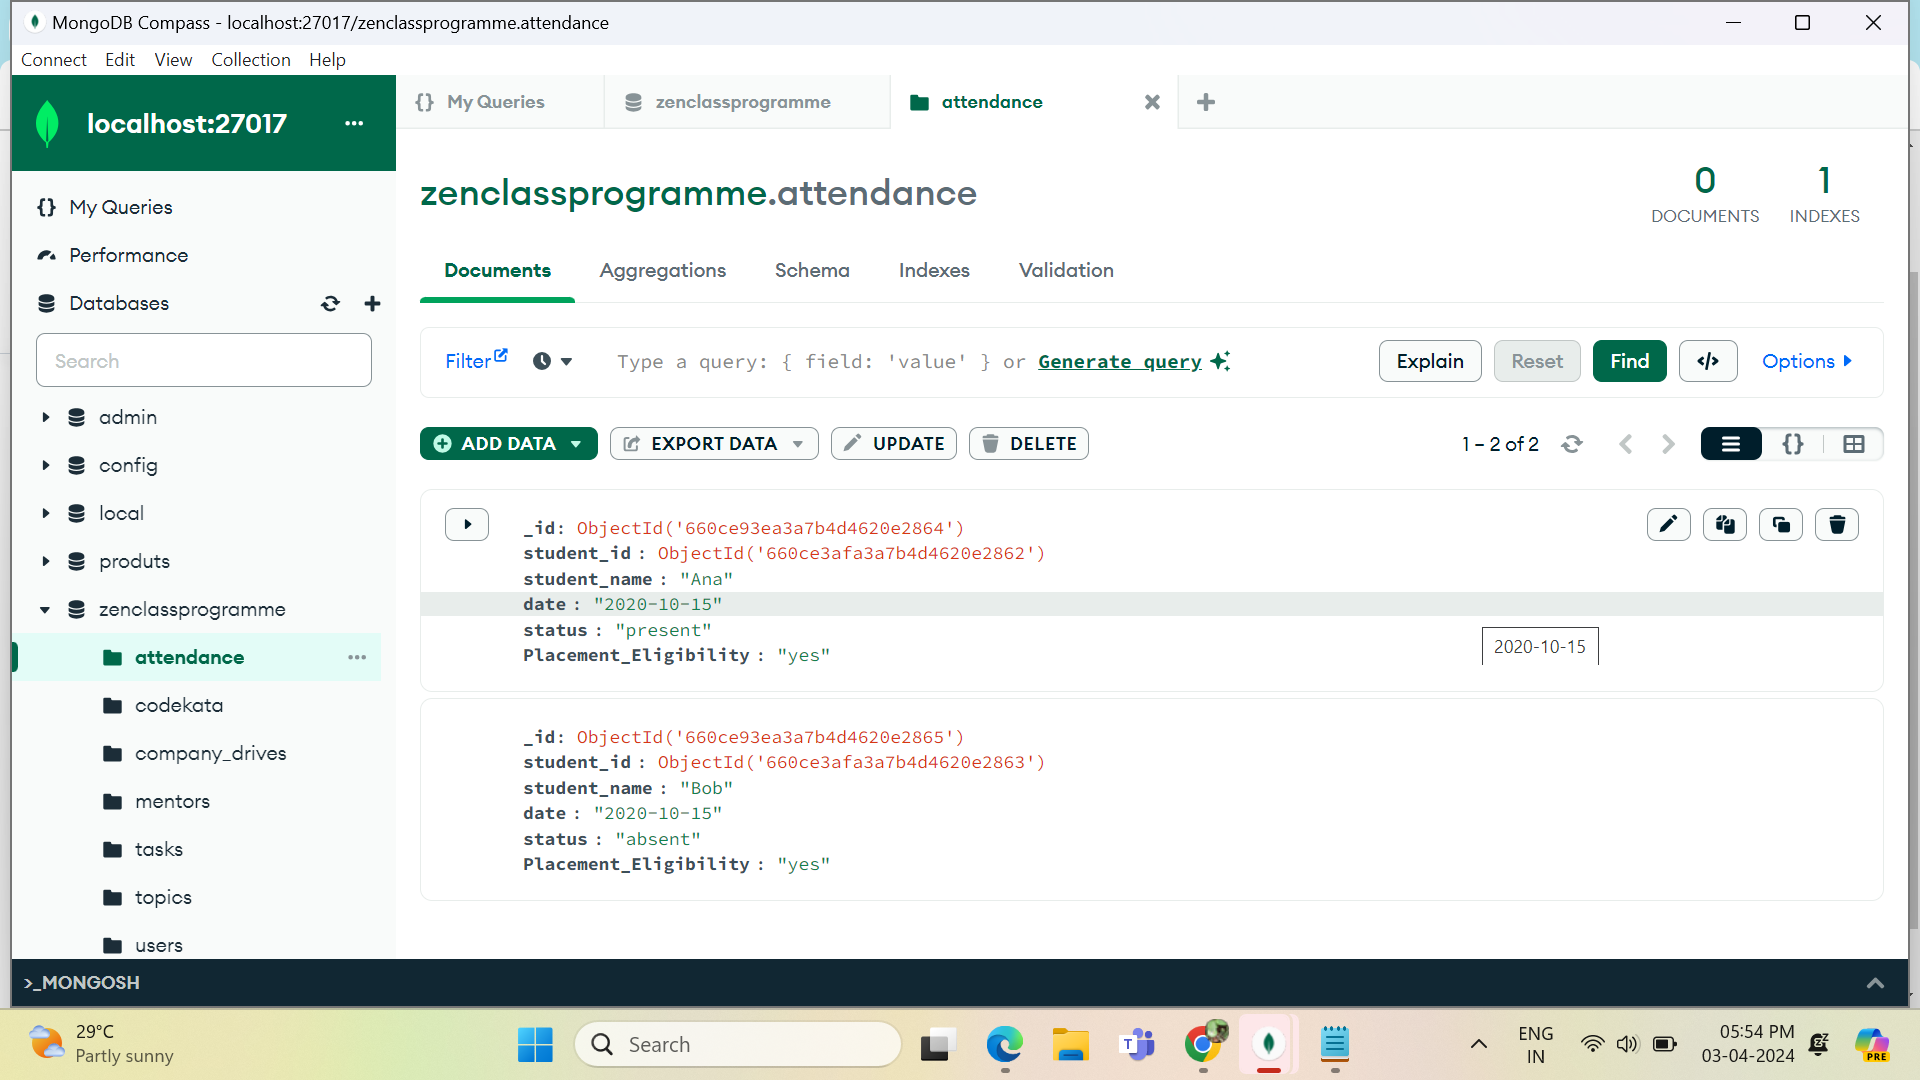 MongoDB Compass - localhost:27017/zenclassprogramme.attendance
Connect Edit View Collection Help
localhost:27017 ···
{} My Queries
zenclassprogramme
attendance
zenclassprogramme.attendance
0
DOCUMENTS
1
INDEXES
{} My Queries
Performance
Databases
Search
admin
config
local
produts
zenclassprogramme
attendance ···
codekata
company_drives
mentors
tasks
topics
users
Documents Aggregations Schema Indexes Validation
Filter Type a query: { field: 'value' } or Generate query Explain Reset Find </> Options
ADD DATA EXPORT DATA UPDATE DELETE 1 – 2 of 2 {}
_id: ObjectId('660ce93ea3a7b4d4620e2864')
student_id : ObjectId('660ce3afa3a7b4d4620e2862')
student_name : "Ana"
date : "2020-10-15"
status : "present"
Placement_Eligibility : "yes"
2020-10-15
_id: ObjectId('660ce93ea3a7b4d4620e2865')
student_id : ObjectId('660ce3afa3a7b4d4620e2863')
student_name : "Bob"
date : "2020-10-15"
status : "absent"
Placement_Eligibility : "yes"
>_MONGOSH
29°C
Partly sunny
Search
T
ENG
IN
05:54 PM
03-04-2024
PRE